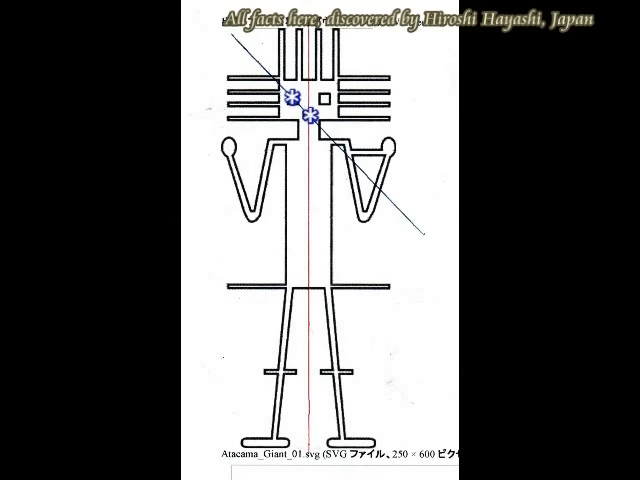 All facts here, discovered by Hiroshi Hayashi, Japan
Atacama_Giant_01.svg (SVG ファイル、250 × 600 ピクセ